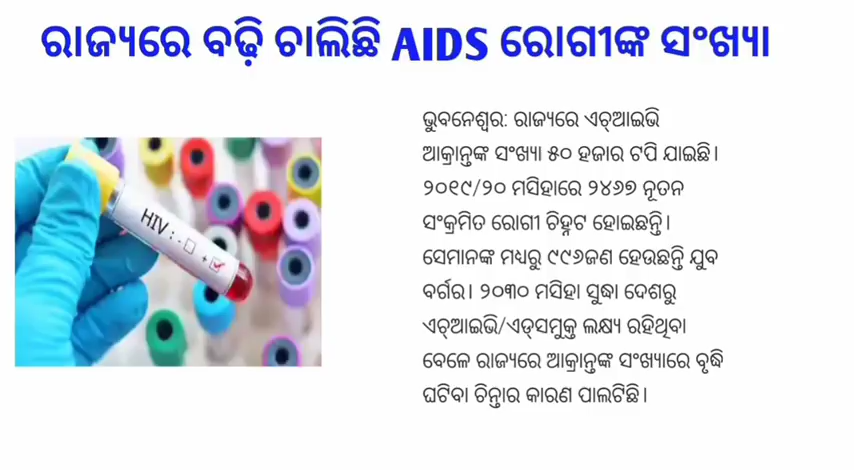 ରାଜ୍ୟରେ ବଢ଼ି ଚାଲିଛି AIDS ରୋଗୀଙ୍କ ସଂଖ୍ୟା
ଭୁବନେଶ୍ୱର: ରାଜ୍ୟରେ ଏଚ୍‌ଆଇଭି
ଆକ୍ରାନ୍ତଙ୍କ ସଂଖ୍ୟା ୫୦ ହଜାର ଟପି ଯାଇଛି।
୨୦୧୯/୨୦ ମସିହାରେ ୨୪୬୭ ନୂତନ
ସଂକ୍ରମିତ ରୋଗୀ ଚିହ୍ନଟ ହୋଇଛନ୍ତି।
ସେମାନଙ୍କ ମଧ୍ୟରୁ ୯୯୬ଜଣ ହେଉଛନ୍ତି ଯୁବ
ବର୍ଗର। ୨୦୩୦ ମସିହା ସୁଦ୍ଧା ଦେଶରୁ
ଏଚ୍‌ଆଇଭି/ଏଡ୍‌ସମୁକ୍ତ ଲକ୍ଷ୍ୟ ରହିଥିବା
ବେଳେ ରାଜ୍ୟରେ ଆକ୍ରାନ୍ତଙ୍କ ସଂଖ୍ୟାରେ ବୃଦ୍ଧି
ଘଟିବା ଚିନ୍ତାର କାରଣ ପାଲଟିଛି।
HIV: - ☐
+ ☑